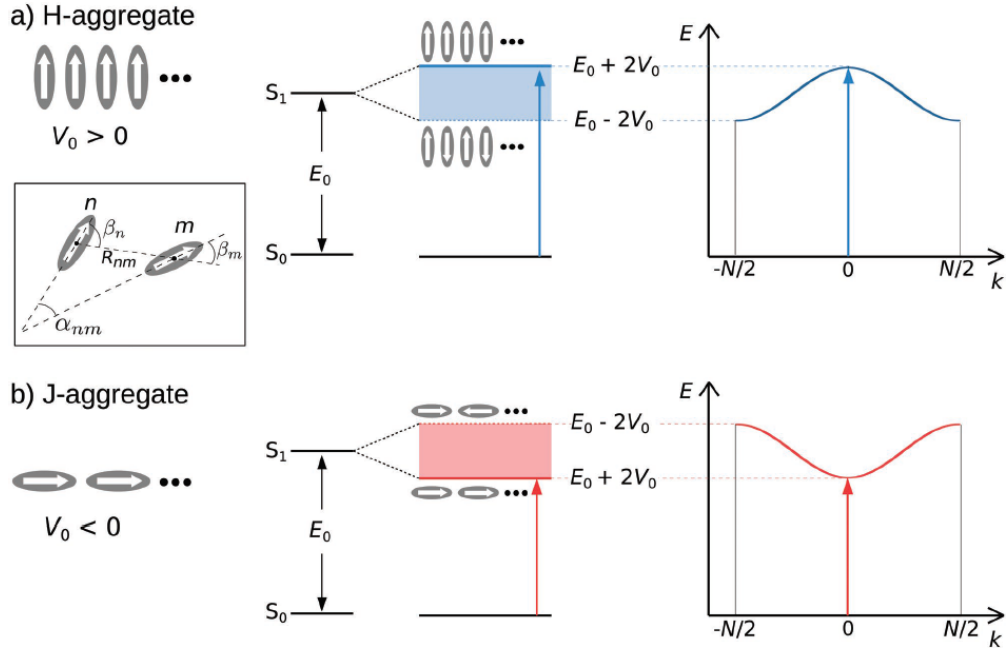 a) H-aggregate
V₀ > 0
n
m
βₙ
βₘ
Rₙₘ
αₙₘ
S₁
E₀
S₀
E₀ + 2V₀
E₀ - 2V₀
E
-N/2
0
N/2
k
b) J-aggregate
V₀ < 0
S₁
E₀
S₀
E₀ - 2V₀
E₀ + 2V₀
E
-N/2
0
N/2
k